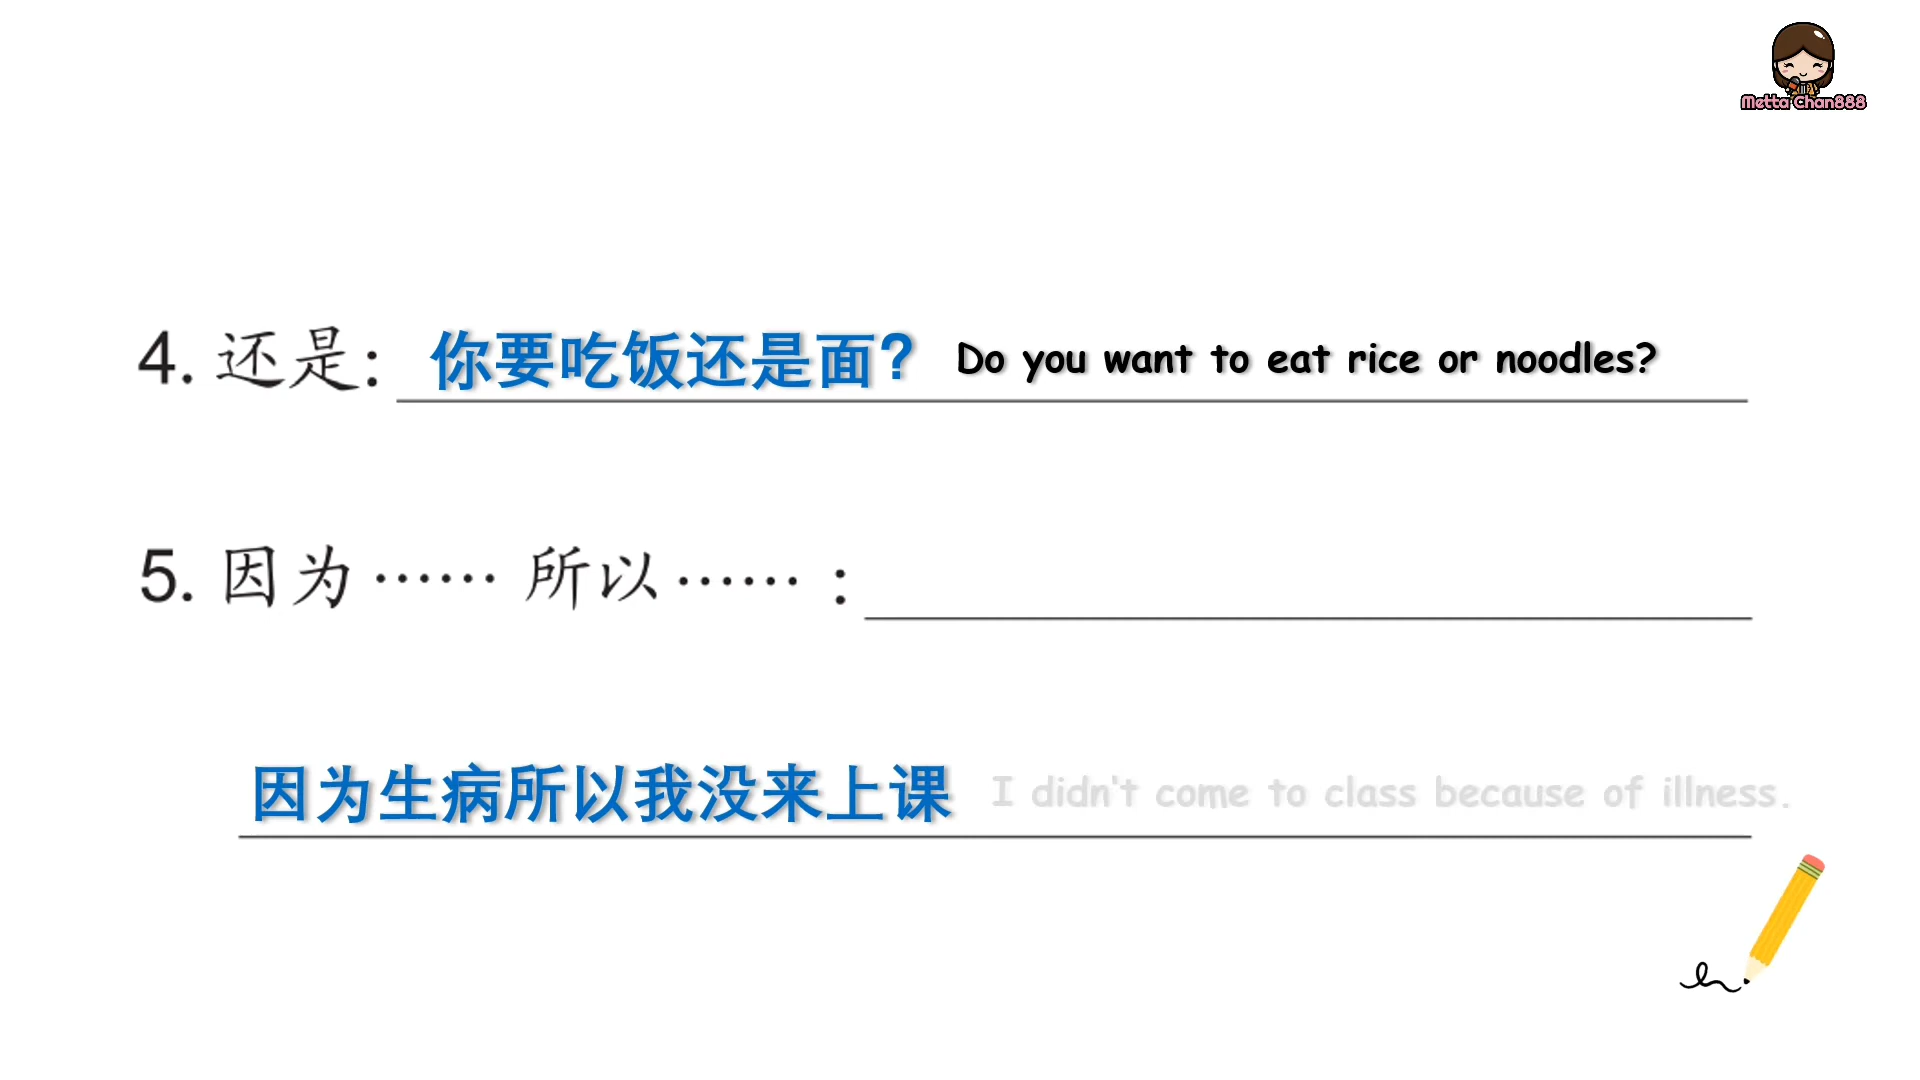 Metta Chan888
4. 还是: 你要吃饭还是面? Do you want to eat rice or noodles?
5. 因为 …… 所以 …… :
因为生病所以我没来上课 I didn't come to class because of illness.